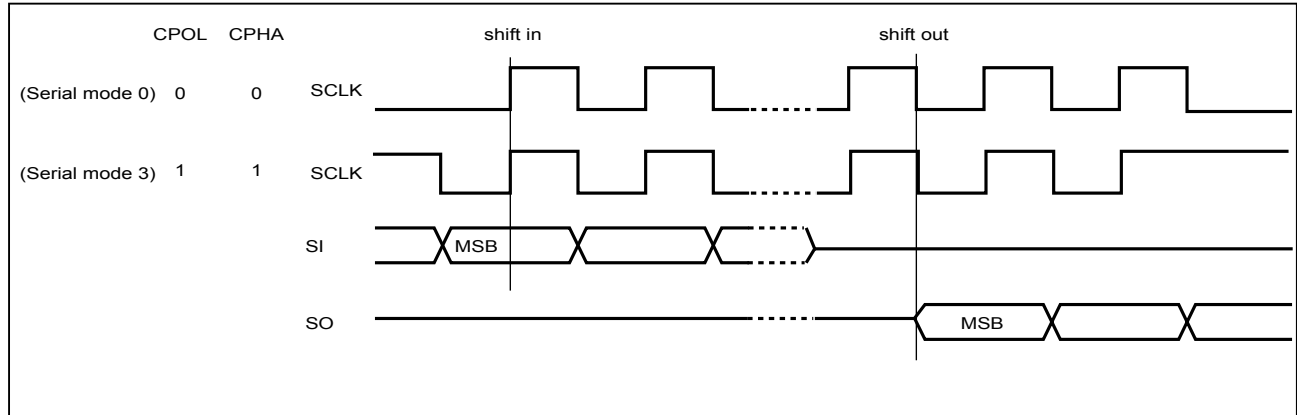 CPOL CPHA shift in shift out
(Serial mode 0) 0 0 SCLK
(Serial mode 3) 1 1 SCLK
SI MSB
SO MSB